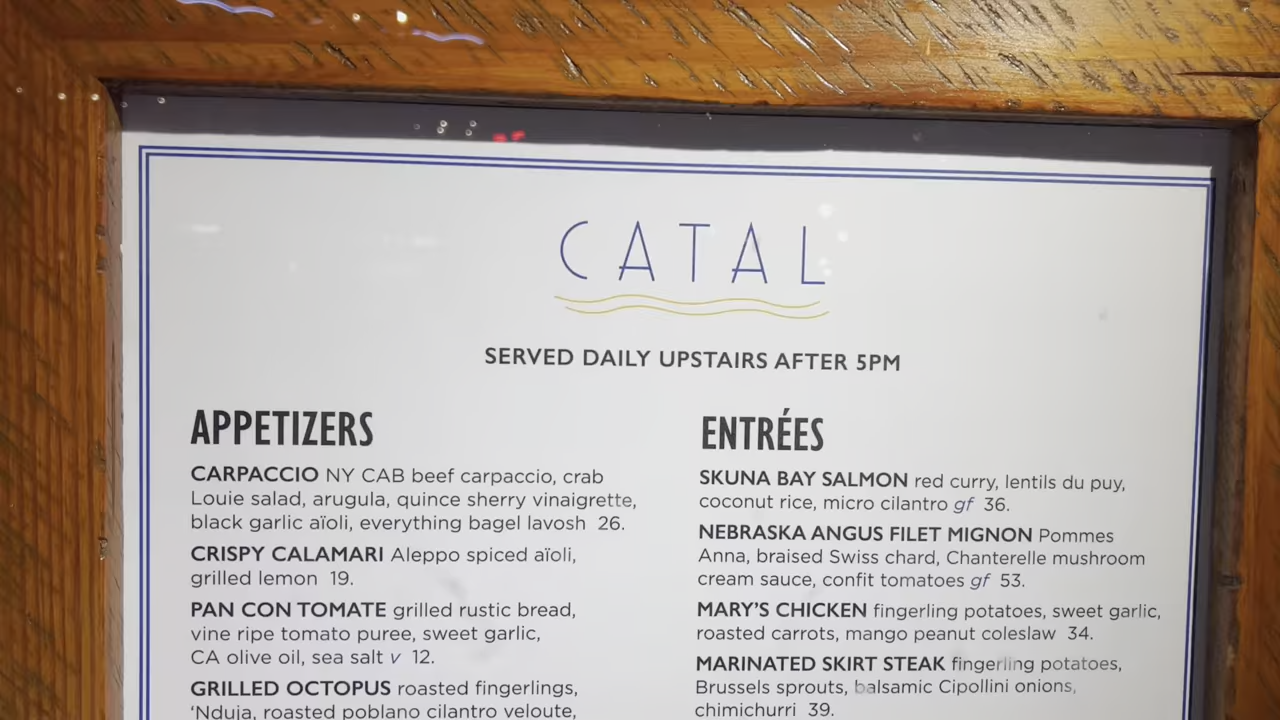 CATAL
SERVED DAILY UPSTAIRS AFTER 5PM
APPETIZERS
CARPACCIO NY CAB beef carpaccio, crab
Louie salad, arugula, quince sherry vinaigrette,
black garlic aïoli, everything bagel lavosh 26.
CRISPY CALAMARI Aleppo spiced aïoli,
grilled lemon 19.
PAN CON TOMATE grilled rustic bread,
vine ripe tomato puree, sweet garlic,
CA olive oil, sea salt v 12.
GRILLED OCTOPUS roasted fingerlings,
‘Nduja, roasted poblano cilantro veloute,
ENTRÉES
SKUNA BAY SALMON red curry, lentils du puy,
coconut rice, micro cilantro gf 36.
NEBRASKA ANGUS FILET MIGNON Pommes
Anna, braised Swiss chard, Chanterelle mushroom
cream sauce, confit tomatoes gf 53.
MARY’S CHICKEN fingerling potatoes, sweet garlic,
roasted carrots, mango peanut coleslaw 34.
MARINATED SKIRT STEAK fingerling potatoes,
Brussels sprouts, balsamic Cipollini onions,
chimichurri 39.